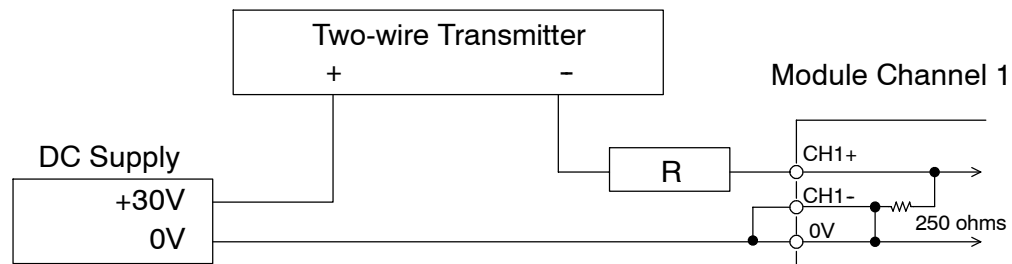 Two-wire Transmitter
+ −
Module Channel 1
DC Supply
+30V
0V
R
CH1+
CH1−
0V
250 ohms